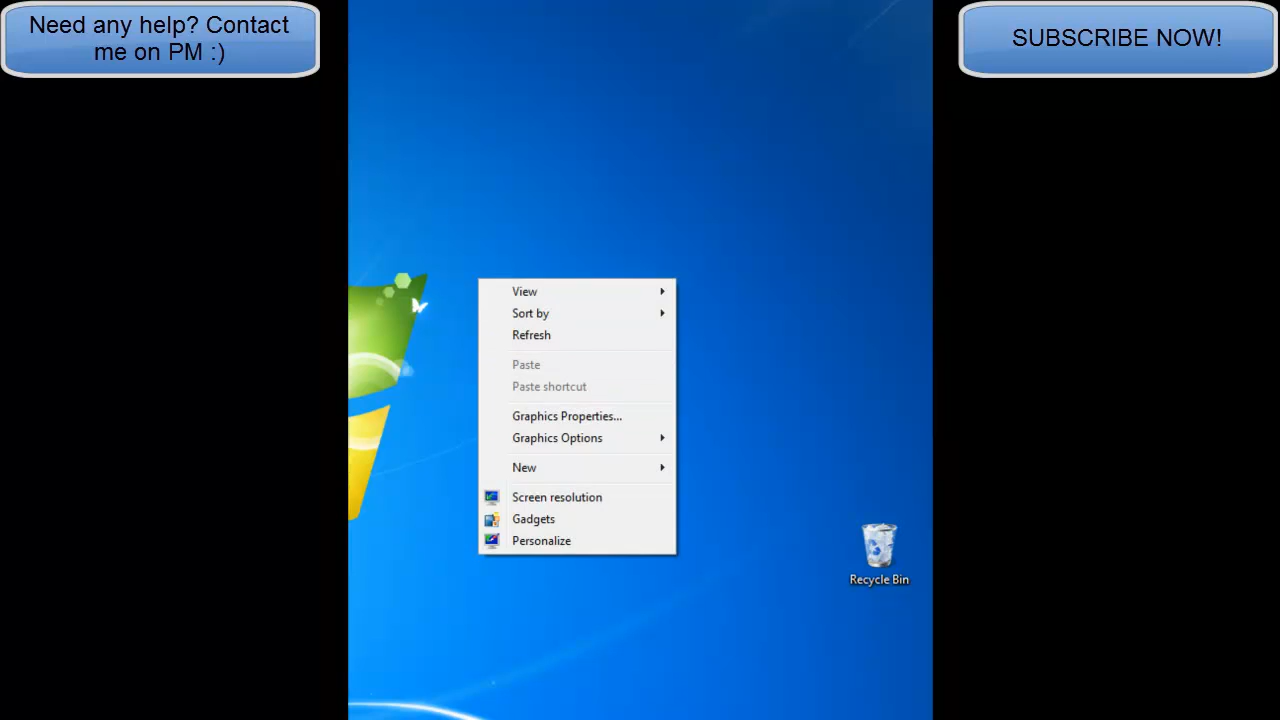 Need any help? Contact
me on PM :)
SUBSCRIBE NOW!
View
Sort by
Refresh
Paste
Paste shortcut
Graphics Properties...
Graphics Options
New
Screen resolution
Gadgets
Personalize
Recycle Bin